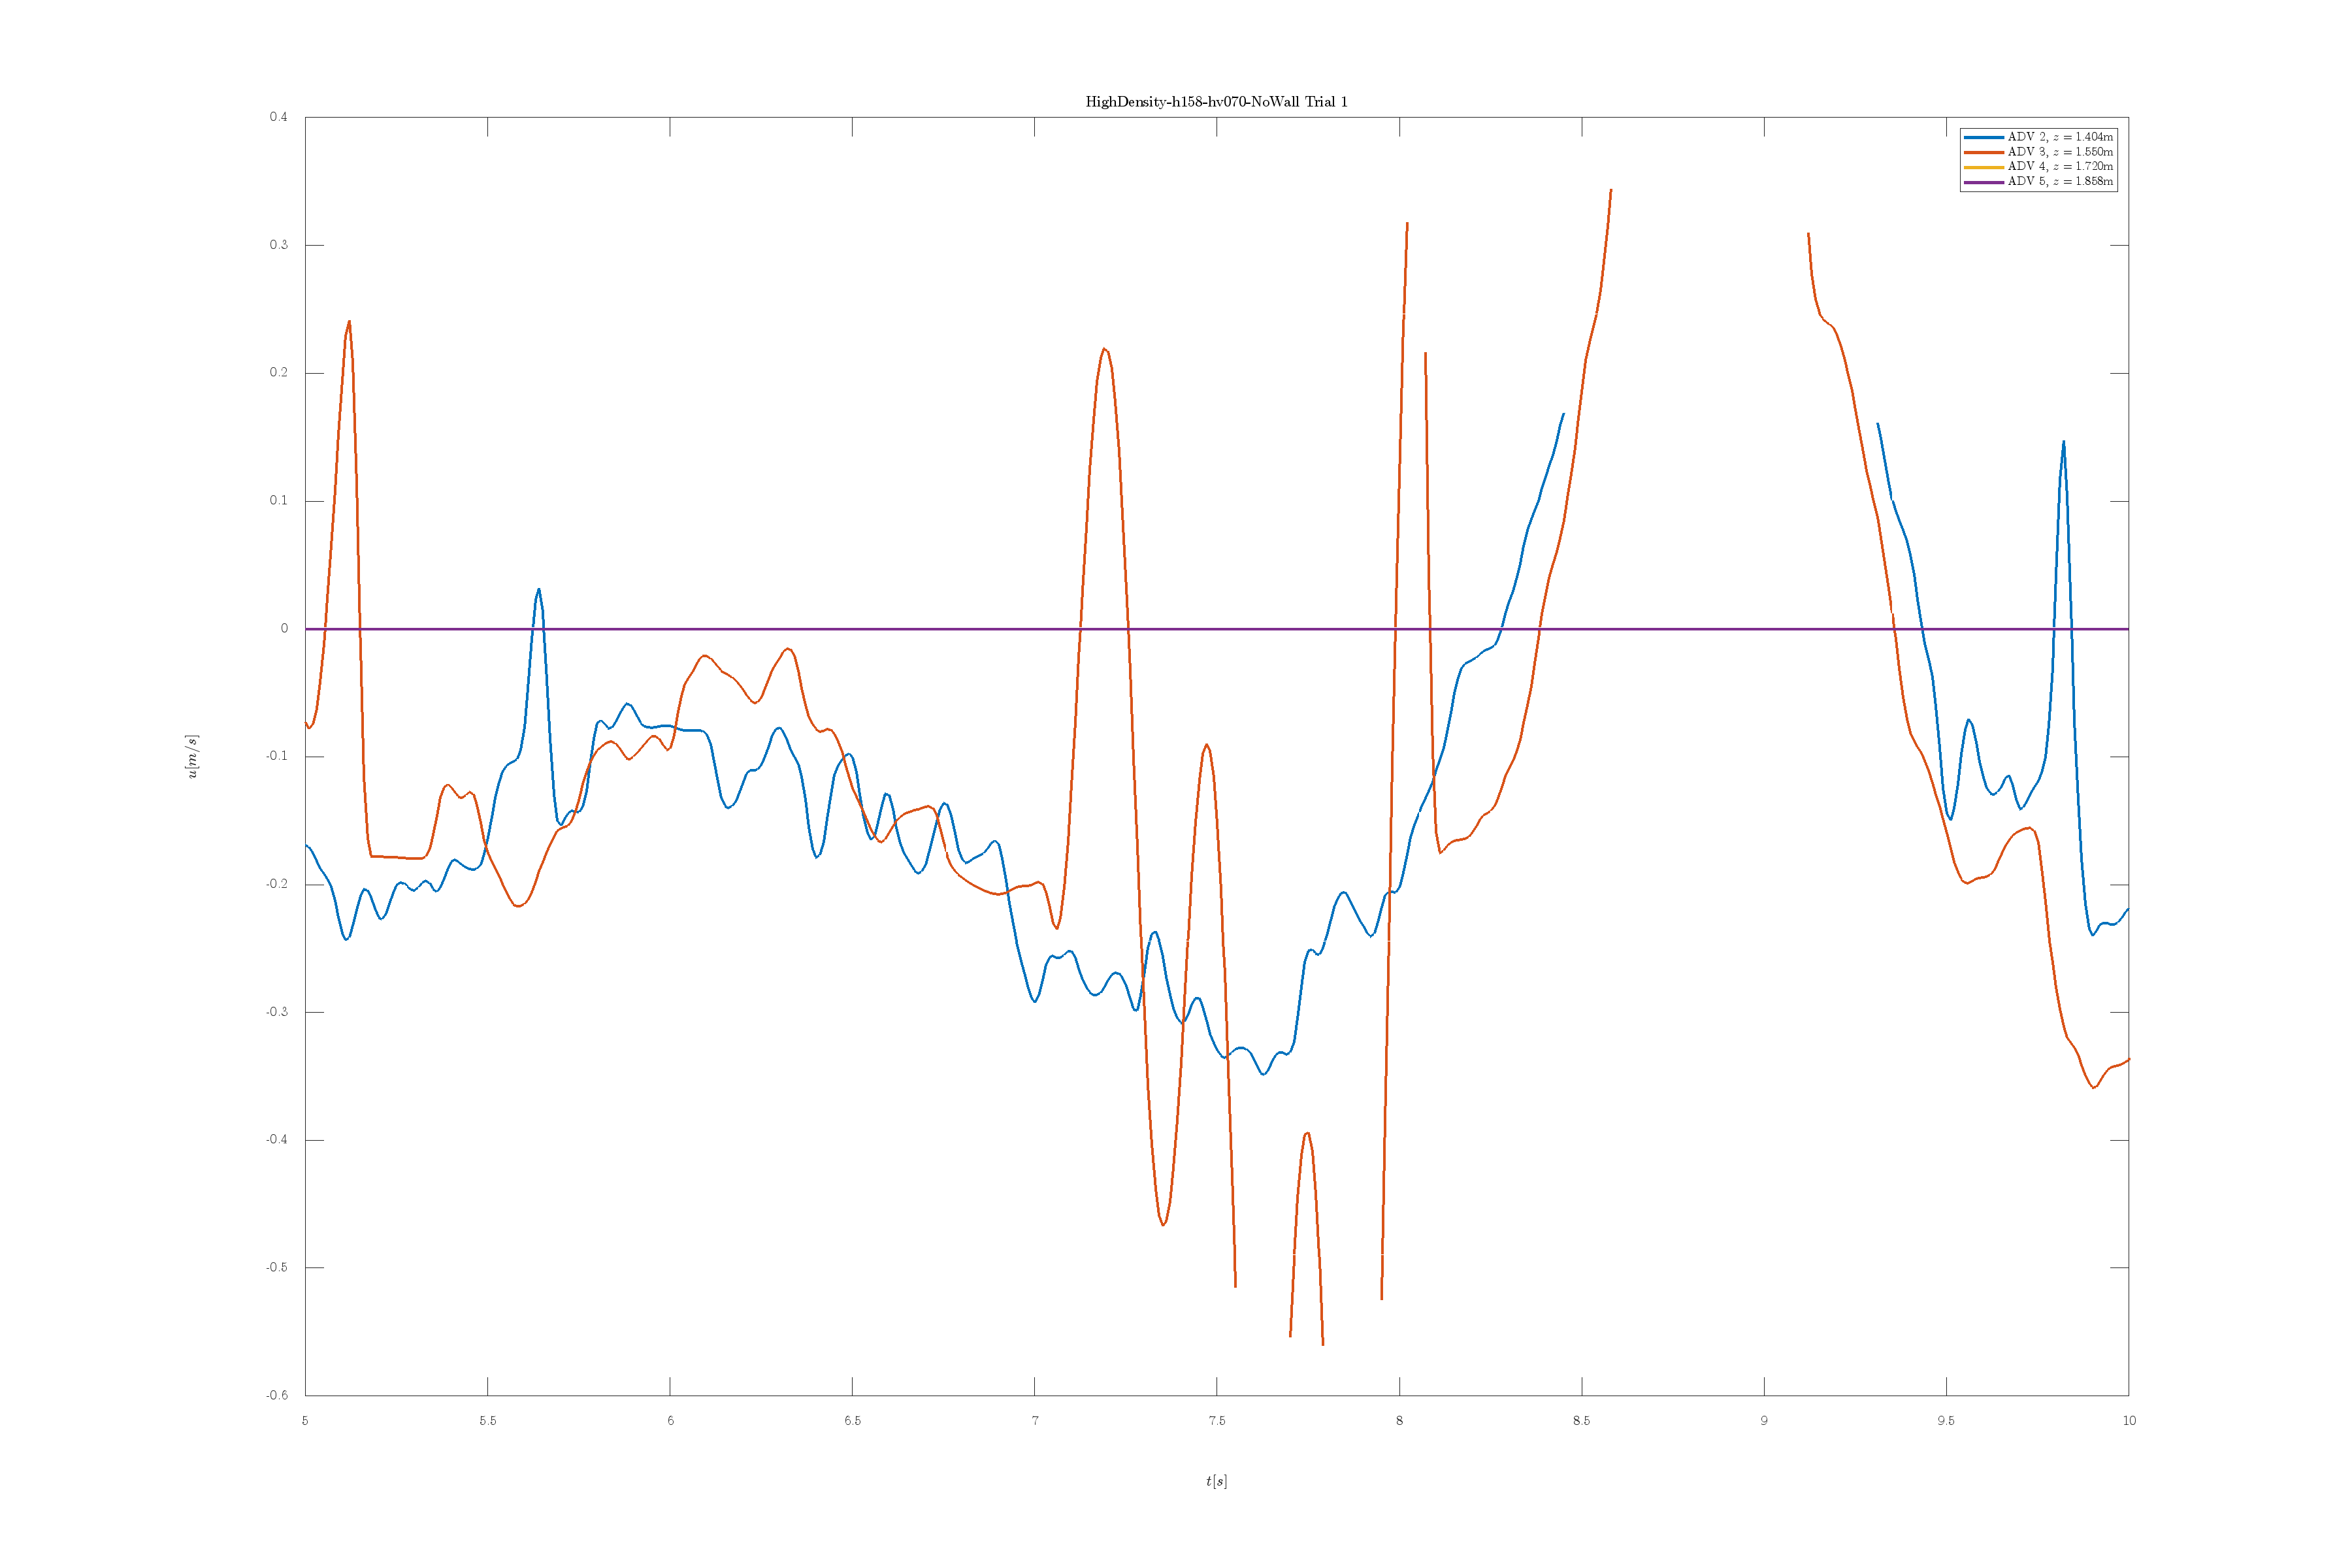 HighDensity-h158-hv070-NoWall Trial 1
0.4
0.3
0.2
0.1
0
-0.1
-0.2
-0.3
-0.4
-0.5
-0.6
u[m/s]
ADV 2, z = 1.404m
ADV 3, z = 1.550m
ADV 4, z = 1.720m
ADV 5, z = 1.858m
5 5.5 6 6.5 7 7.5 8 8.5 9 9.5 10
t[s]